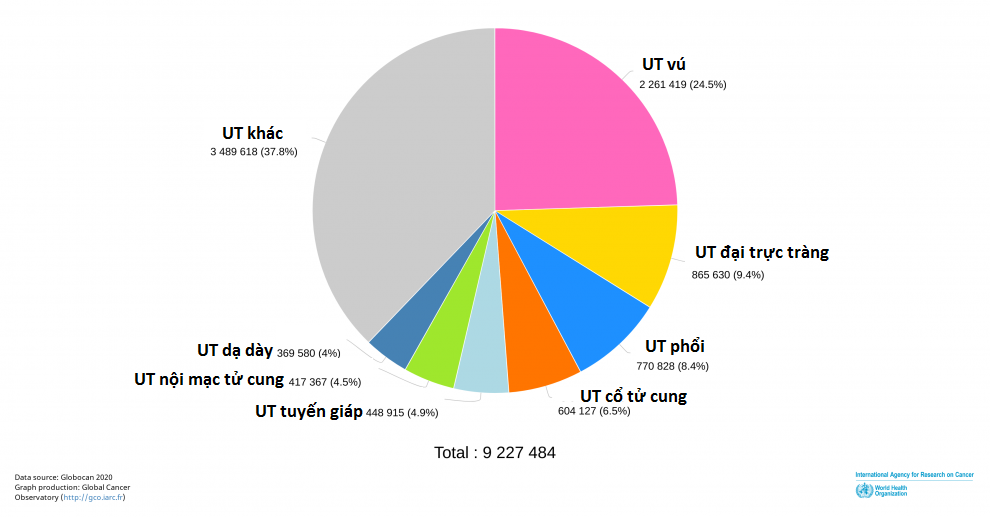 UT vú
2 261 419 (24.5%)
UT khác
3 489 618 (37.8%)
UT đại trực tràng
865 630 (9.4%)
UT phổi
770 828 (8.4%)
UT dạ dày 369 580 (4%)
UT nội mạc tử cung 417 367 (4.5%)
UT cổ tử cung
604 127 (6.5%)
UT tuyến giáp 448 915 (4.9%)
Total : 9 227 484
Data source: Globocan 2020
Graph production: Global Cancer
Observatory (http://gco.iarc.fr)
International Agency for Research on Cancer
World Health
Organization